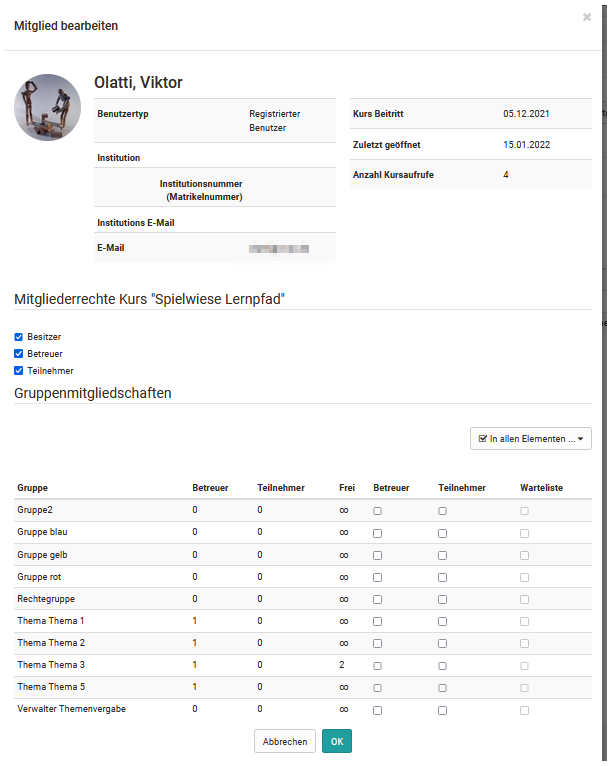 Mitglied bearbeiten
×
Olatti, Viktor
Benutzertyp Registrierter
Benutzer
Institution
Institutionsnummer
(Matrikelnummer)
Institutions E-Mail
E-Mail
Kurs Beitritt 05.12.2021
Zuletzt geöffnet 15.01.2022
Anzahl Kursaufrufe 4
Mitgliederrechte Kurs "Spielwiese Lernpfad"
Besitzer
Betreuer
Teilnehmer
Gruppenmitgliedschaften
In allen Elementen ...
Gruppe Betreuer Teilnehmer Frei Betreuer Teilnehmer Warteliste
Gruppe2 0 0 ∞
Gruppe blau 0 0 ∞
Gruppe gelb 0 0 ∞
Gruppe rot 0 0 ∞
Rechtegruppe 0 0 ∞
Thema Thema 1 1 0 ∞
Thema Thema 2 1 0 ∞
Thema Thema 3 1 0 2
Thema Thema 5 1 0 ∞
Verwalter Themenvergabe 0 0 ∞
Abbrechen OK